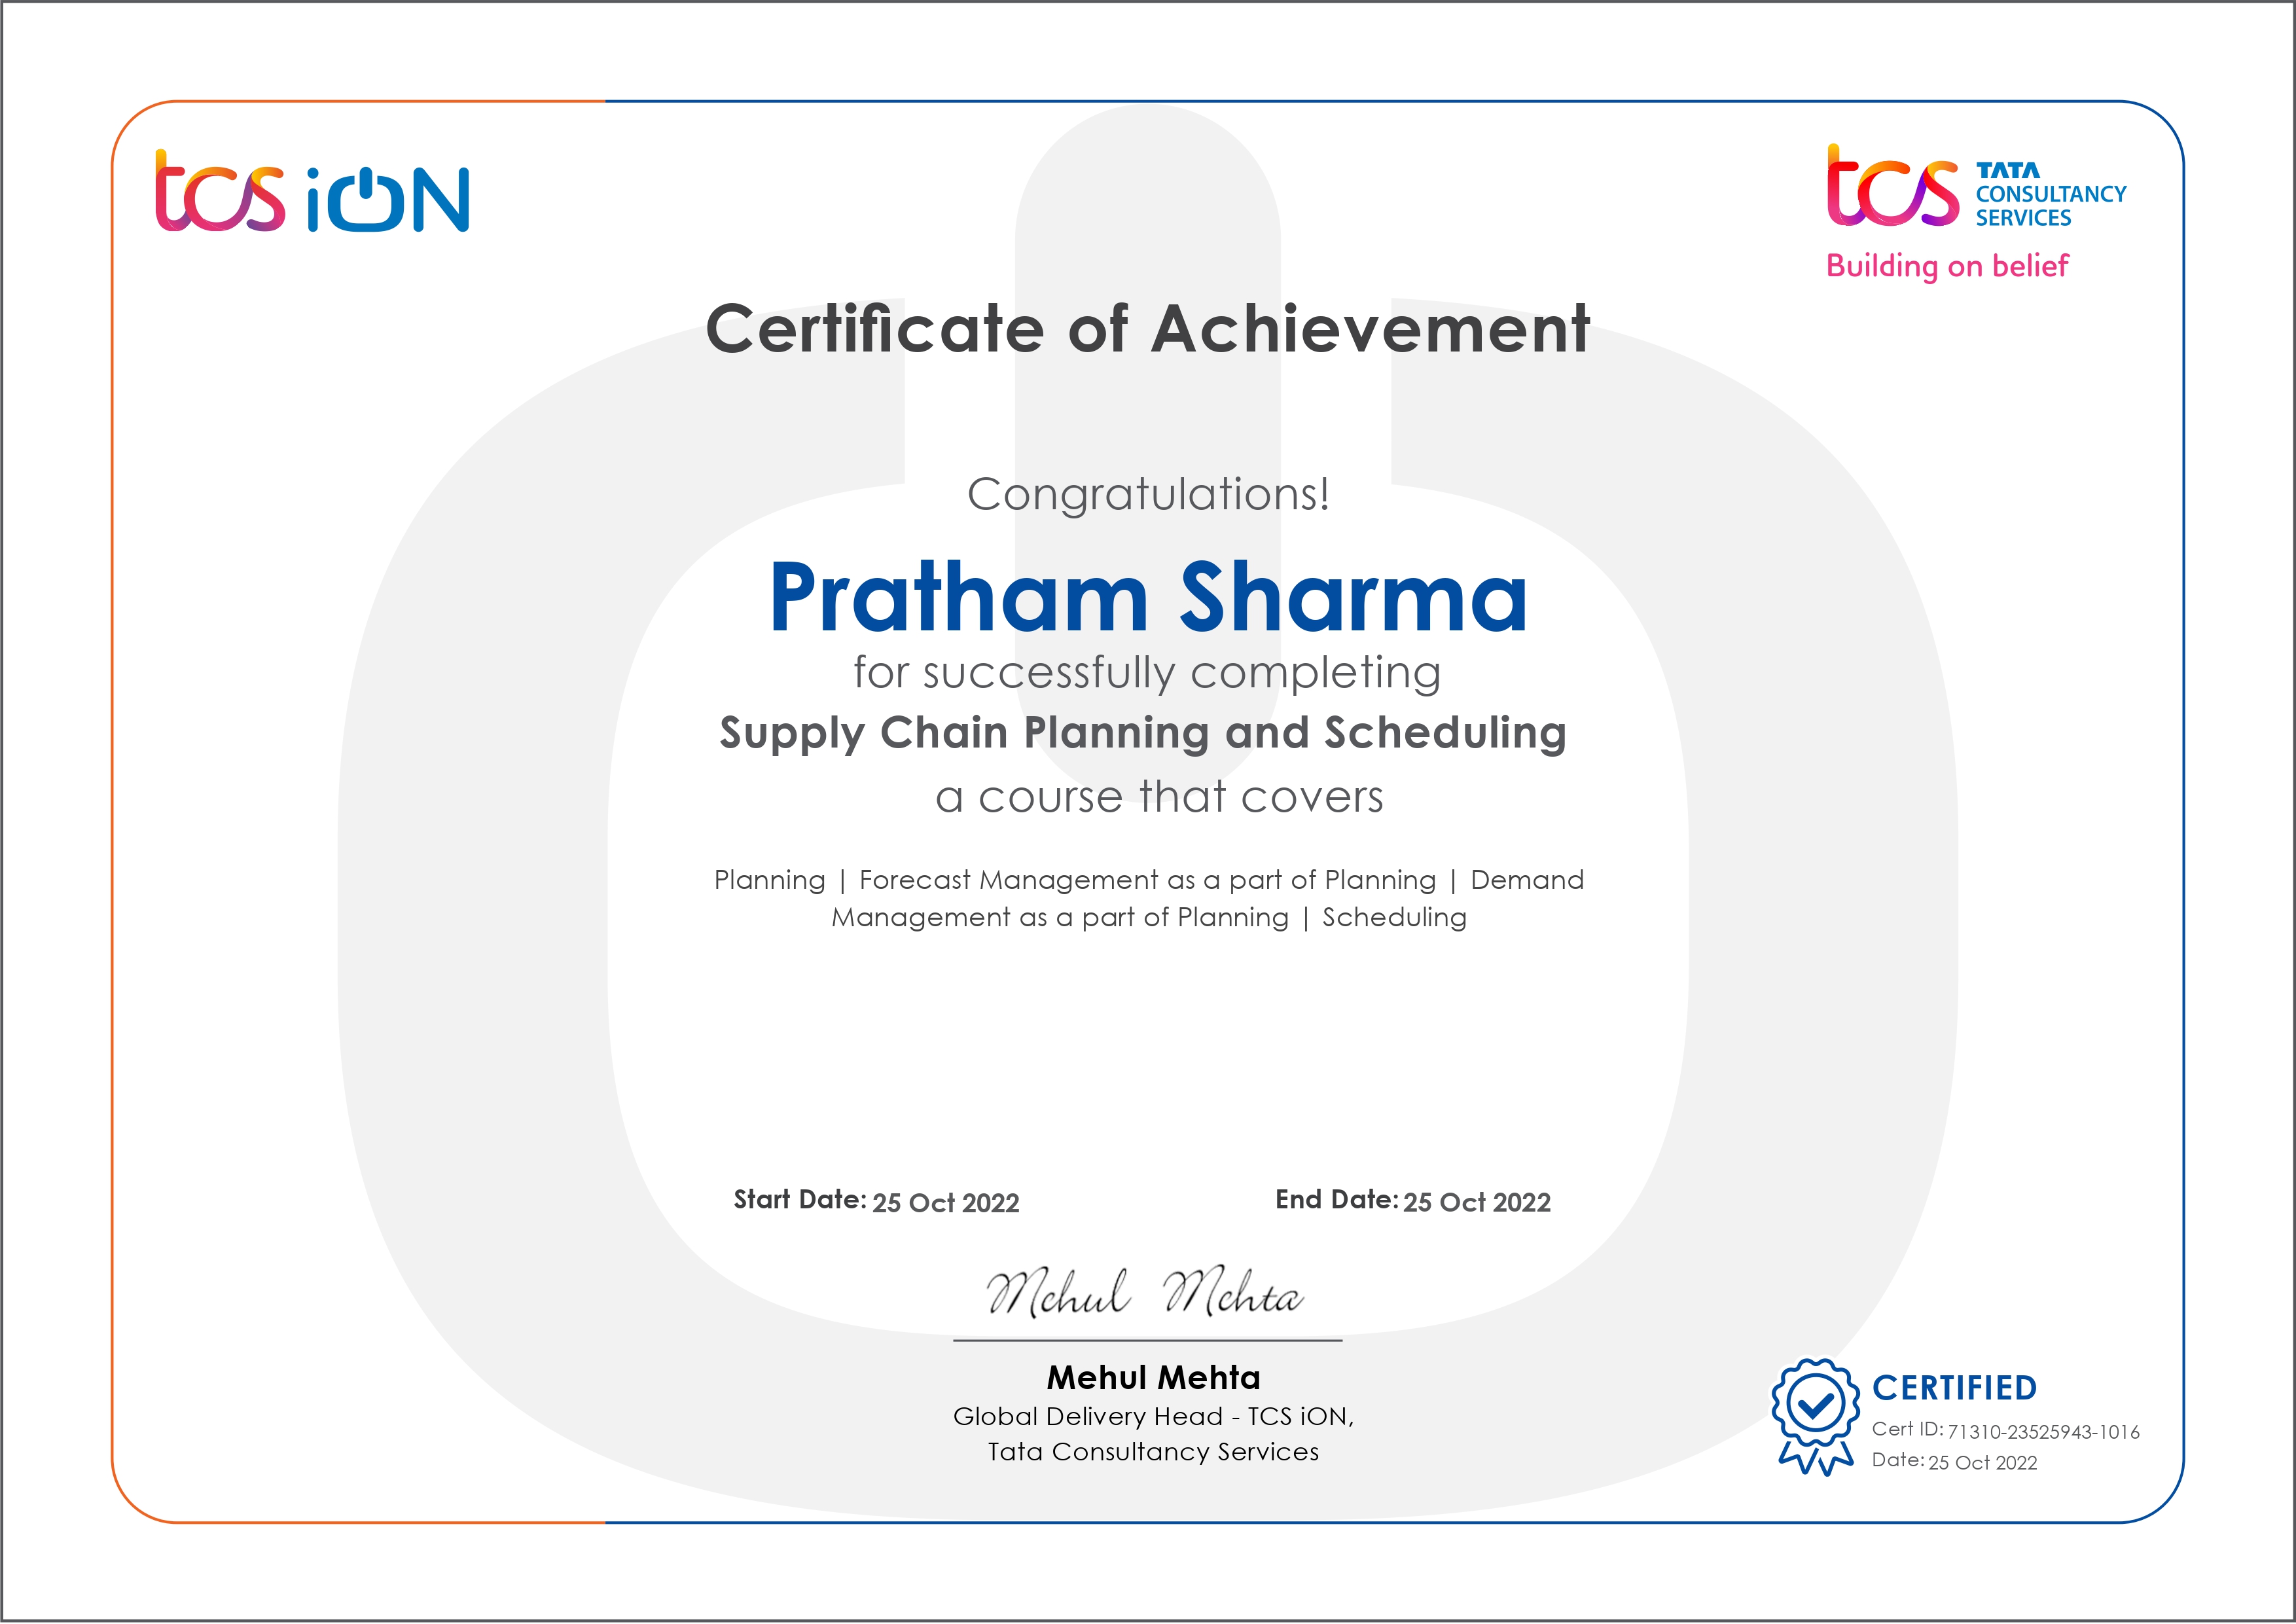 tcs iON
tcs TATA
CONSULTANCY
SERVICES
Building on belief
Certificate of Achievement
Congratulations!
Pratham Sharma
for successfully completing
Supply Chain Planning and Scheduling
a course that covers
Planning | Forecast Management as a part of Planning | Demand
Management as a part of Planning | Scheduling
Start Date: 25 Oct 2022
End Date: 25 Oct 2022
Mehul Mehta
Mehul Mehta
Global Delivery Head - TCS iON,
Tata Consultancy Services
CERTIFIED
Cert ID: 71310-23525943-1016
Date: 25 Oct 2022